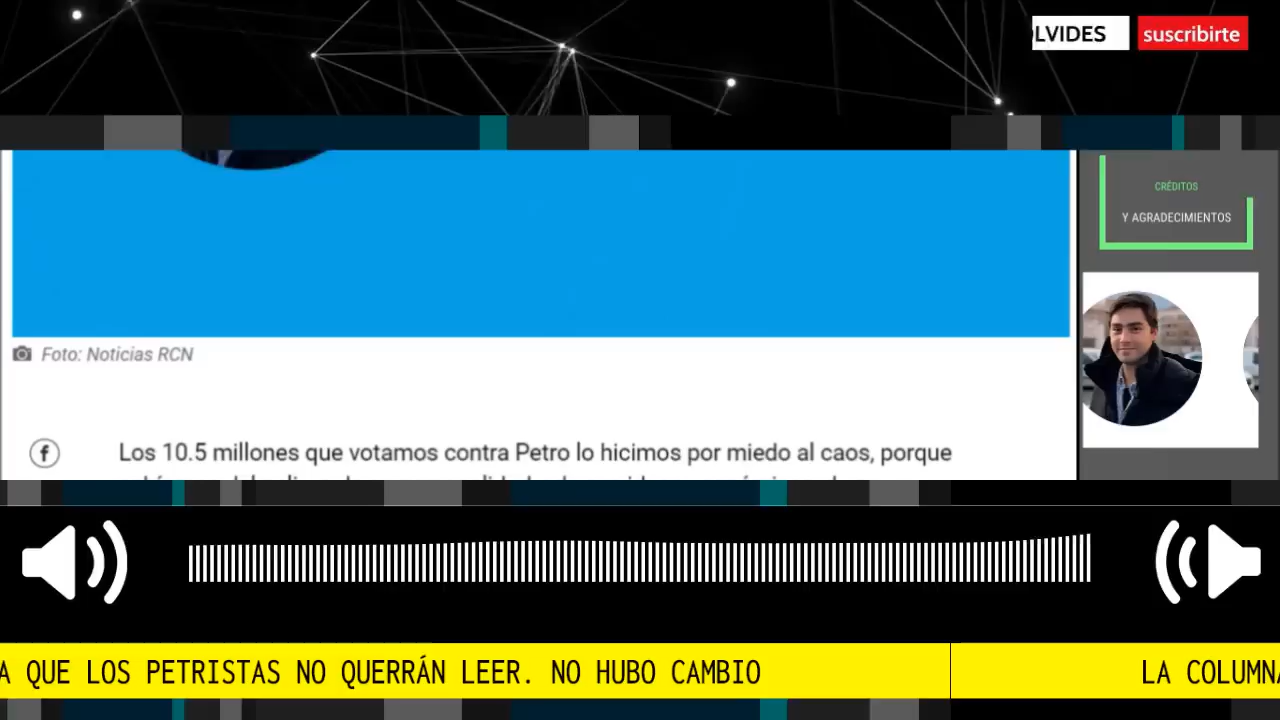 LVIDES
suscribirte
CRÉDITOS
Y AGRADECIMIENTOS
Foto: Noticias RCN
Los 10.5 millones que votamos contra Petro lo hicimos por miedo al caos, porque
A QUE LOS PETRISTAS NO QUERRÁN LEER. NO HUBO CAMBIO
LA COLUMNA